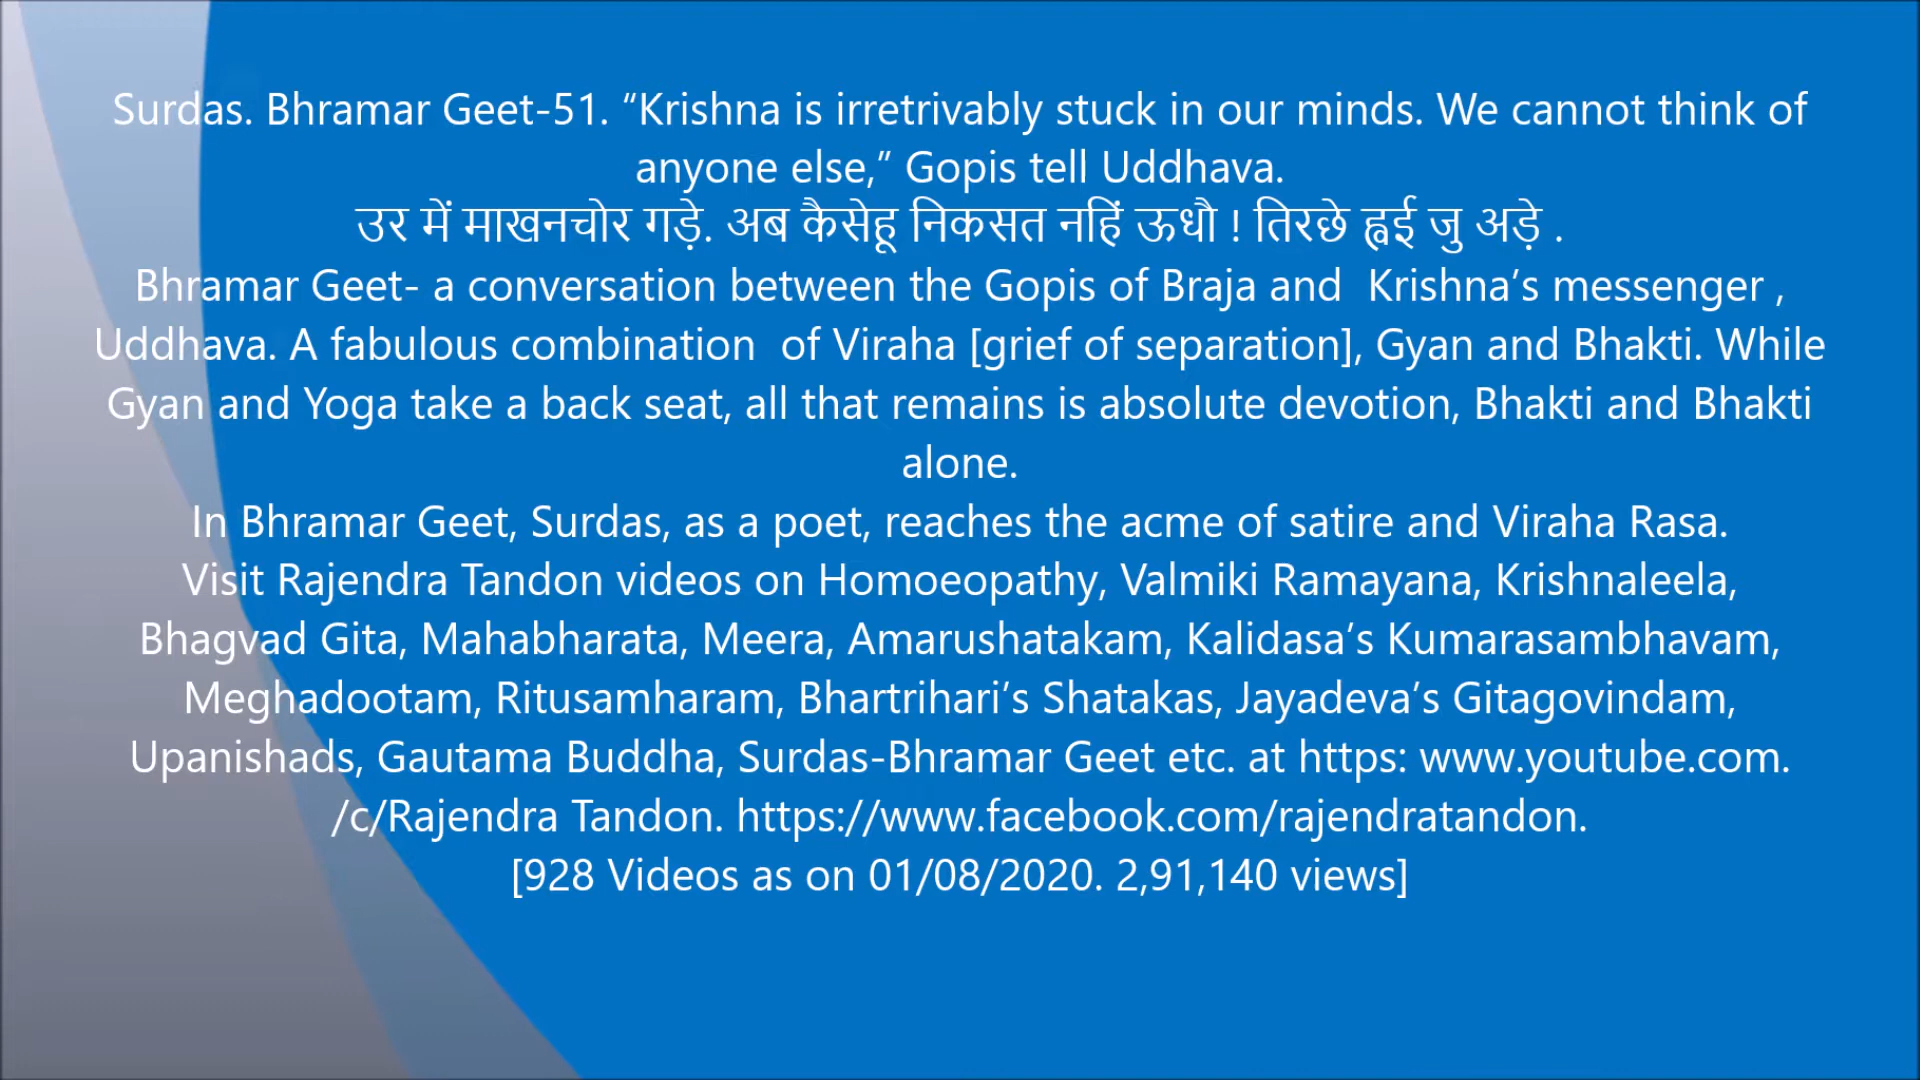 Surdas. Bhramar Geet-51. “Krishna is irretrivably stuck in our minds. We cannot think of
anyone else,” Gopis tell Uddhava.
उर में माखनचोर गड़े. अब कैसेहू निकसत नहिं ऊधौ ! तिरछे ह्वई जु अड़े .
Bhramar Geet- a conversation between the Gopis of Braja and  Krishna’s messenger ,
Uddhava. A fabulous combination  of Viraha [grief of separation], Gyan and Bhakti. While
Gyan and Yoga take a back seat, all that remains is absolute devotion, Bhakti and Bhakti
alone.
In Bhramar Geet, Surdas, as a poet, reaches the acme of satire and Viraha Rasa.
Visit Rajendra Tandon videos on Homoeopathy, Valmiki Ramayana, Krishnaleela,
Bhagvad Gita, Mahabharata, Meera, Amarushatakam, Kalidasa’s Kumarasambhavam,
Meghadootam, Ritusamharam, Bhartrihari’s Shatakas, Jayadeva’s Gitagovindam,
Upanishads, Gautama Buddha, Surdas-Bhramar Geet etc. at https: www.youtube.com.
/c/Rajendra Tandon. https://www.facebook.com/rajendratandon.
[928 Videos as on 01/08/2020. 2,91,140 views]